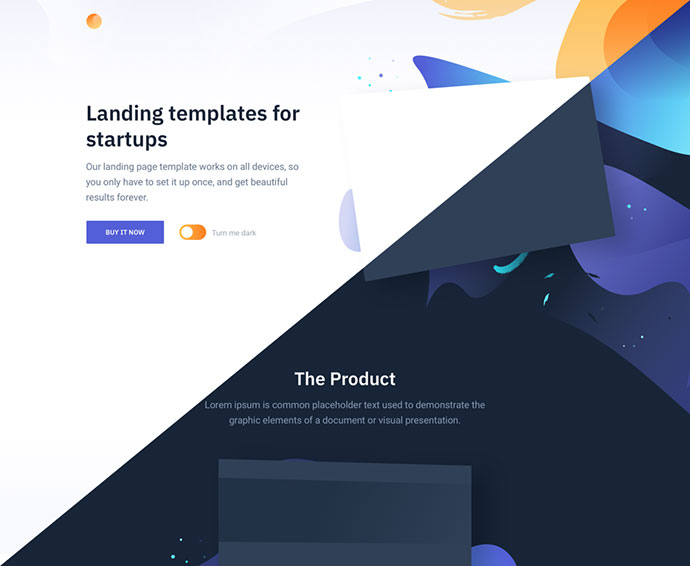 Landing templates for
startups
Our landing page template works on all devices, so
you only have to set it up once, and get beautiful
results forever.
BUY IT NOW
Turn me dark
The Product
Lorem ipsum is common placeholder text used to demonstrate the
graphic elements of a document or visual presentation.